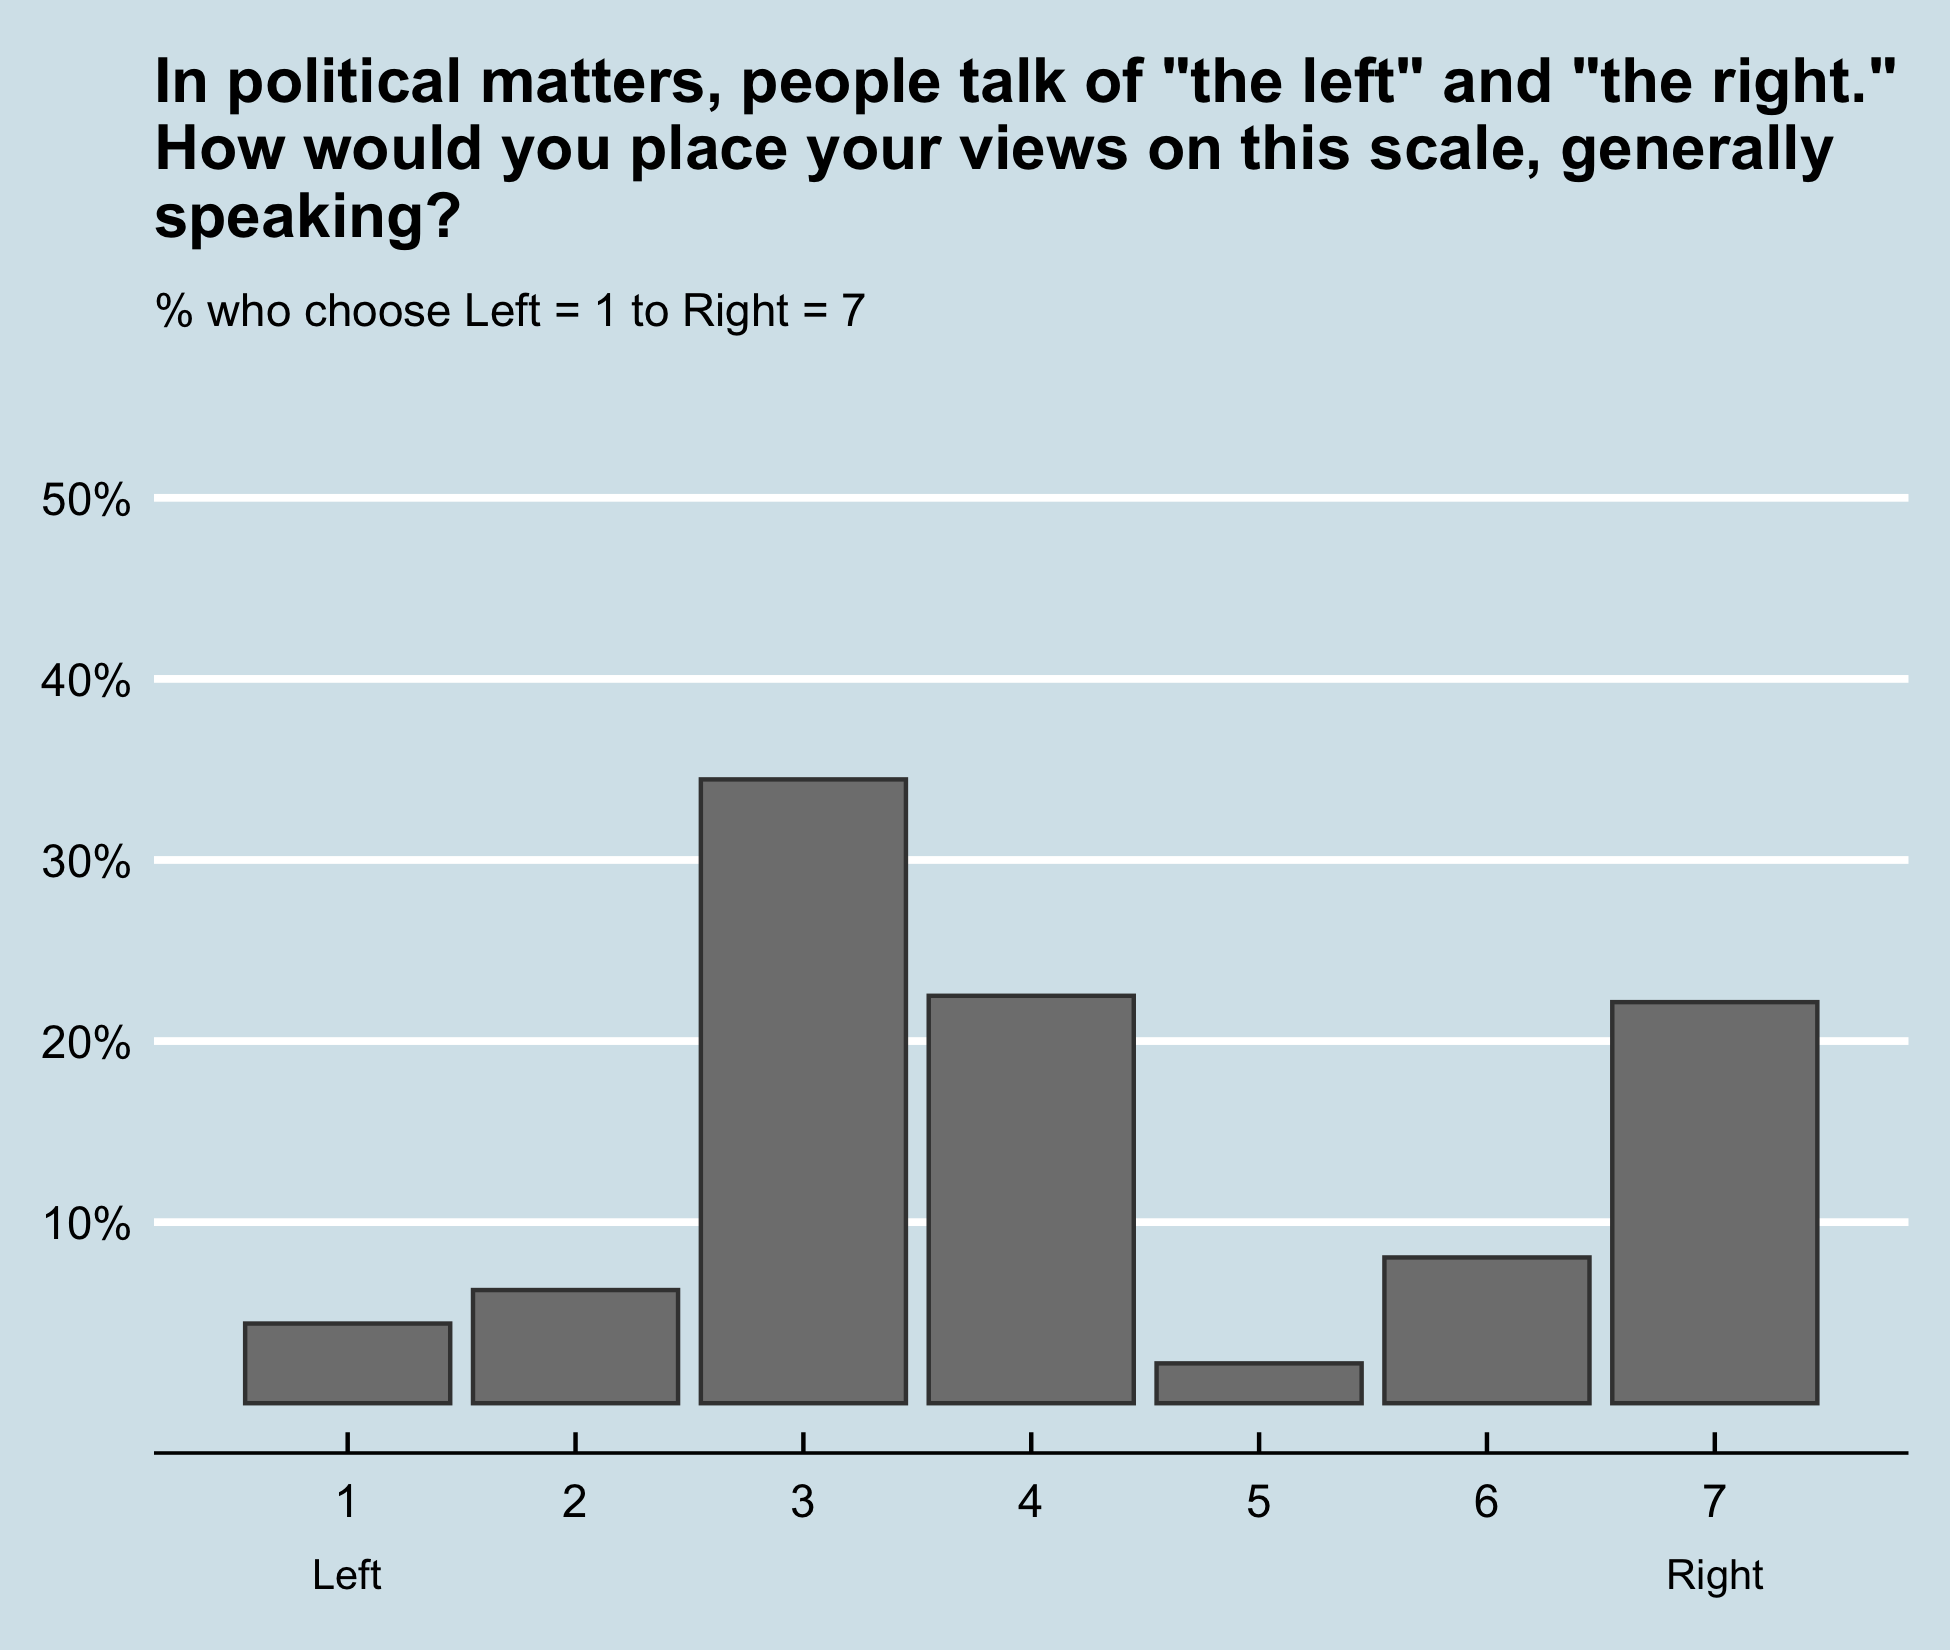 In political matters, people talk of "the left" and "the right."
How would you place your views on this scale, generally
speaking?
% who choose Left = 1 to Right = 7
50%
40%
30%
20%
10%
1 2 3 4 5 6 7
Left Right